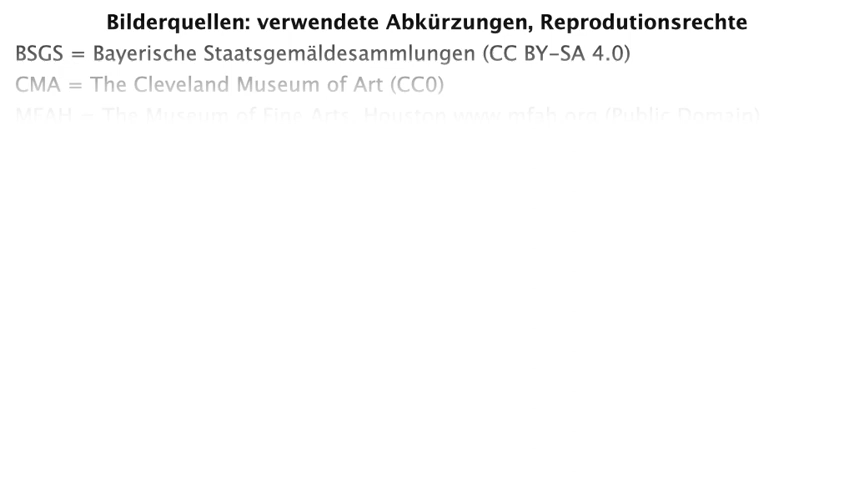 Bilderquellen: verwendete Abkürzungen, Reprodutionsrechte
BSGS = Bayerische Staatsgemäldesammlungen (CC BY-SA 4.0)
CMA = The Cleveland Museum of Art (CC0)
MFAH = The Museum of Fine Arts, Houston www.mfah.org (Public Domain)